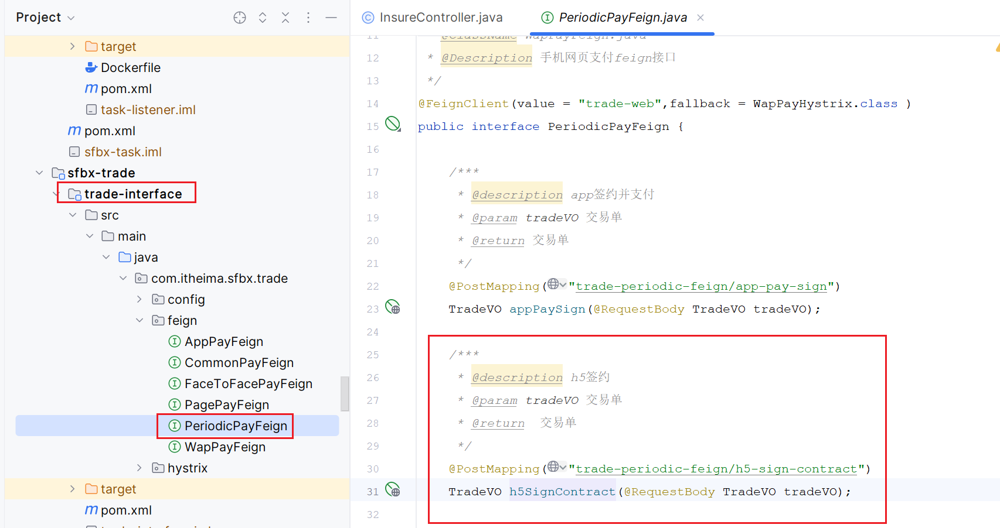 Project
target
Dockerfile
pom.xml
task-listener.iml
pom.xml
sfbx-task.iml
sfbx-trade
trade-interface
src
main
java
com.itheima.sfbx.trade
config
feign
AppPayFeign
CommonPayFeign
FaceToFacePayFeign
PagePayFeign
PeriodicPayFeign
WapPayFeign
hystrix
target
pom.xml
InsureController.java
PeriodicPayFeign.java
11 @ClassName WapPayFeign.java
12 * @Description 手机网页支付feign接口
13 */
14 @FeignClient(value = "trade-web",fallback = WapPayHystrix.class )
15 public interface PeriodicPayFeign {
16
17 /***
18 * @description app签约并支付
19 * @param tradeVO 交易单
20 * @return 交易单
21 */
22 @PostMapping("trade-periodic-feign/app-pay-sign")
23 TradeVO appPaySign(@RequestBody TradeVO tradeVO);
24
25 /***
26 * @description h5签约
27 * @param tradeVO 交易单
28 * @return 交易单
29 */
30 @PostMapping("trade-periodic-feign/h5-sign-contract")
31 TradeVO h5SignContract(@RequestBody TradeVO tradeVO);
32